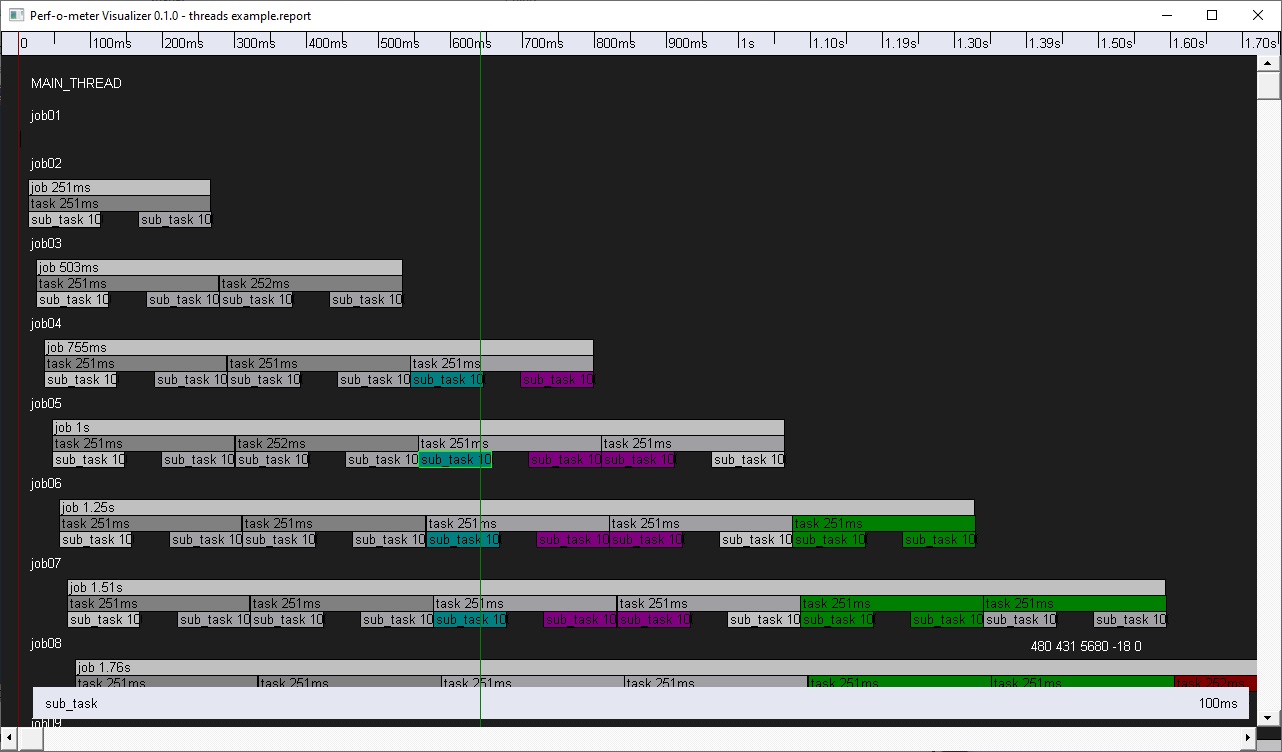 Perf-o-meter Visualizer 0.1.0 - threads example.report
0 100ms 200ms 300ms 400ms 500ms 600ms 700ms 800ms 900ms 1s 1.10s 1.19s 1.30s 1.39s 1.50s 1.60s 1.70s
MAIN_THREAD
job01
job02
job 251ms
task 251ms
sub_task 10 sub_task 10
job03
job 503ms
task 251ms task 252ms
sub_task 10 sub_task 10 sub_task 10 sub_task 10
job04
job 755ms
task 251ms task 251ms task 251ms
sub_task 10 sub_task 10 sub_task 10 sub_task 10 sub_task 10 sub_task 10
job05
job 1s
task 251ms task 252ms task 251ms task 251ms
sub_task 10 sub_task 10 sub_task 10 sub_task 10 sub_task 10 sub_task 10 sub_task 10 sub_task 10
job06
job 1.25s
task 251ms task 251ms task 251ms task 251ms task 251ms
sub_task 10 sub_task 10 sub_task 10 sub_task 10 sub_task 10 sub_task 10 sub_task 10 sub_task 10 sub_task 10 sub_task 10
job07
job 1.51s
task 251ms task 251ms task 251ms task 251ms task 251ms task 251ms
sub_task 10 sub_task 10 sub_task 10 sub_task 10 sub_task 10 sub_task 10 sub_task 10 sub_task 10 sub_task 10 sub_task 10 sub_task 10 sub_task 10
job08
480 431 5680 -18 0
job 1.76s
task 251ms task 251ms task 251ms task 251ms task 251ms task 251ms task 252ms
sub_task 100ms
job09